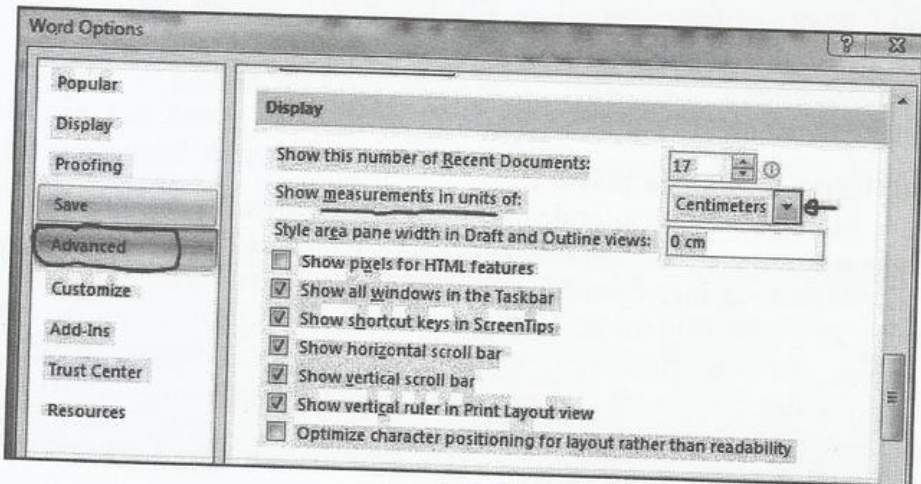 Word Options
Popular
Display
Proofing
Save
Advanced
Customize
Add-Ins
Trust Center
Resources
Display
Show this number of Recent Documents: 17
Show measurements in units of: Centimeters
Style area pane width in Draft and Outline views: 0 cm
Show pixels for HTML features
Show all windows in the Taskbar
Show shortcut keys in ScreenTips
Show horizontal scroll bar
Show vertical scroll bar
Show vertical ruler in Print Layout view
Optimize character positioning for layout rather than readability